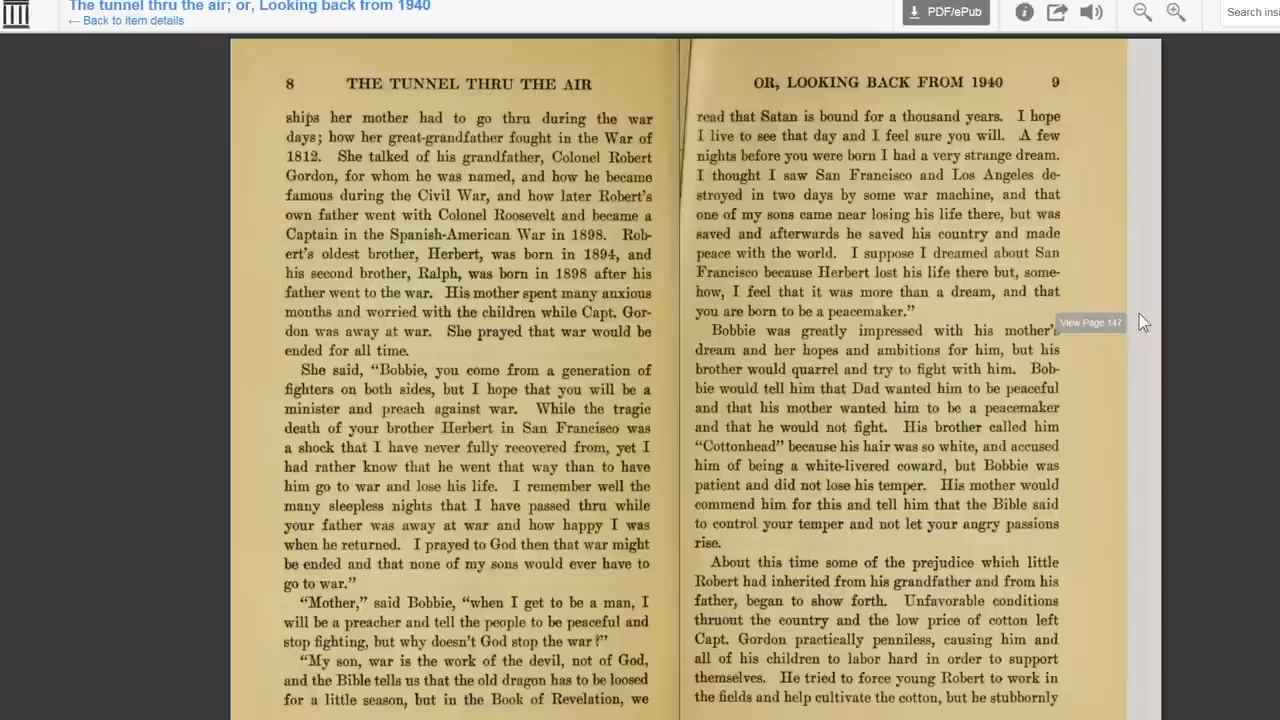 The tunnel thru the air; or, Looking back from 1940
← Back to item details
PDF/ePub
Search insi
8 THE TUNNEL THRU THE AIR
ships her mother had to go thru during the war
days; how her great-grandfather fought in the War of
1812. She talked of his grandfather, Colonel Robert
Gordon, for whom he was named, and how he became
famous during the Civil War, and how later Robert's
own father went with Colonel Roosevelt and became a
Captain in the Spanish-American War in 1898. Rob-
ert's oldest brother, Herbert, was born in 1894, and
his second brother, Ralph, was born in 1898 after his
father went to the war. His mother spent many anxious
months and worried with the children while Capt. Gor-
don was away at war. She prayed that war would be
ended for all time.
She said, "Bobbie, you come from a generation of
fighters on both sides, but I hope that you will be a
minister and preach against war. While the tragic
death of your brother Herbert in San Francisco was
a shock that I have never fully recovered from, yet I
had rather know that he went that way than to have
him go to war and lose his life. I remember well the
many sleepless nights that I have passed thru while
your father was away at war and how happy I was
when he returned. I prayed to God then that war might
be ended and that none of my sons would ever have to
go to war."
"Mother," said Bobbie, "when I get to be a man, I
will be a preacher and tell the people to be peaceful and
stop fighting, but why doesn't God stop the war?"
"My son, war is the work of the devil, not of God,
and the Bible tells us that the old dragon has to be loosed
for a little season, but in the Book of Revelation, we
OR, LOOKING BACK FROM 1940 9
read that Satan is bound for a thousand years. I hope
I live to see that day and I feel sure you will. A few
nights before you were born I had a very strange dream.
I thought I saw San Francisco and Los Angeles de-
stroyed in two days by some war machine, and that
one of my sons came near losing his life there, but was
saved and afterwards he saved his country and made
peace with the world. I suppose I dreamed about San
Francisco because Herbert lost his life there but, some-
how, I feel that it was more than a dream, and that
you are born to be a peacemaker."
Bobbie was greatly impressed with his mother's
dream and her hopes and ambitions for him, but his
brother would quarrel and try to fight with him. Bob-
bie would tell him that Dad wanted him to be peaceful
and that his mother wanted him to be a peacemaker
and that he would not fight. His brother called him
"Cottonhead" because his hair was so white, and accused
him of being a white-livered coward, but Bobbie was
patient and did not lose his temper. His mother would
commend him for this and tell him that the Bible said
to control your temper and not let your angry passions
rise.
About this time some of the prejudice which little
Robert had inherited from his grandfather and from his
father, began to show forth. Unfavorable conditions
thruout the country and the low price of cotton left
Capt. Gordon practically penniless, causing him and
all of his children to labor hard in order to support
themselves. He tried to force young Robert to work in
the fields and help cultivate the cotton, but he stubbornly
View Page 147